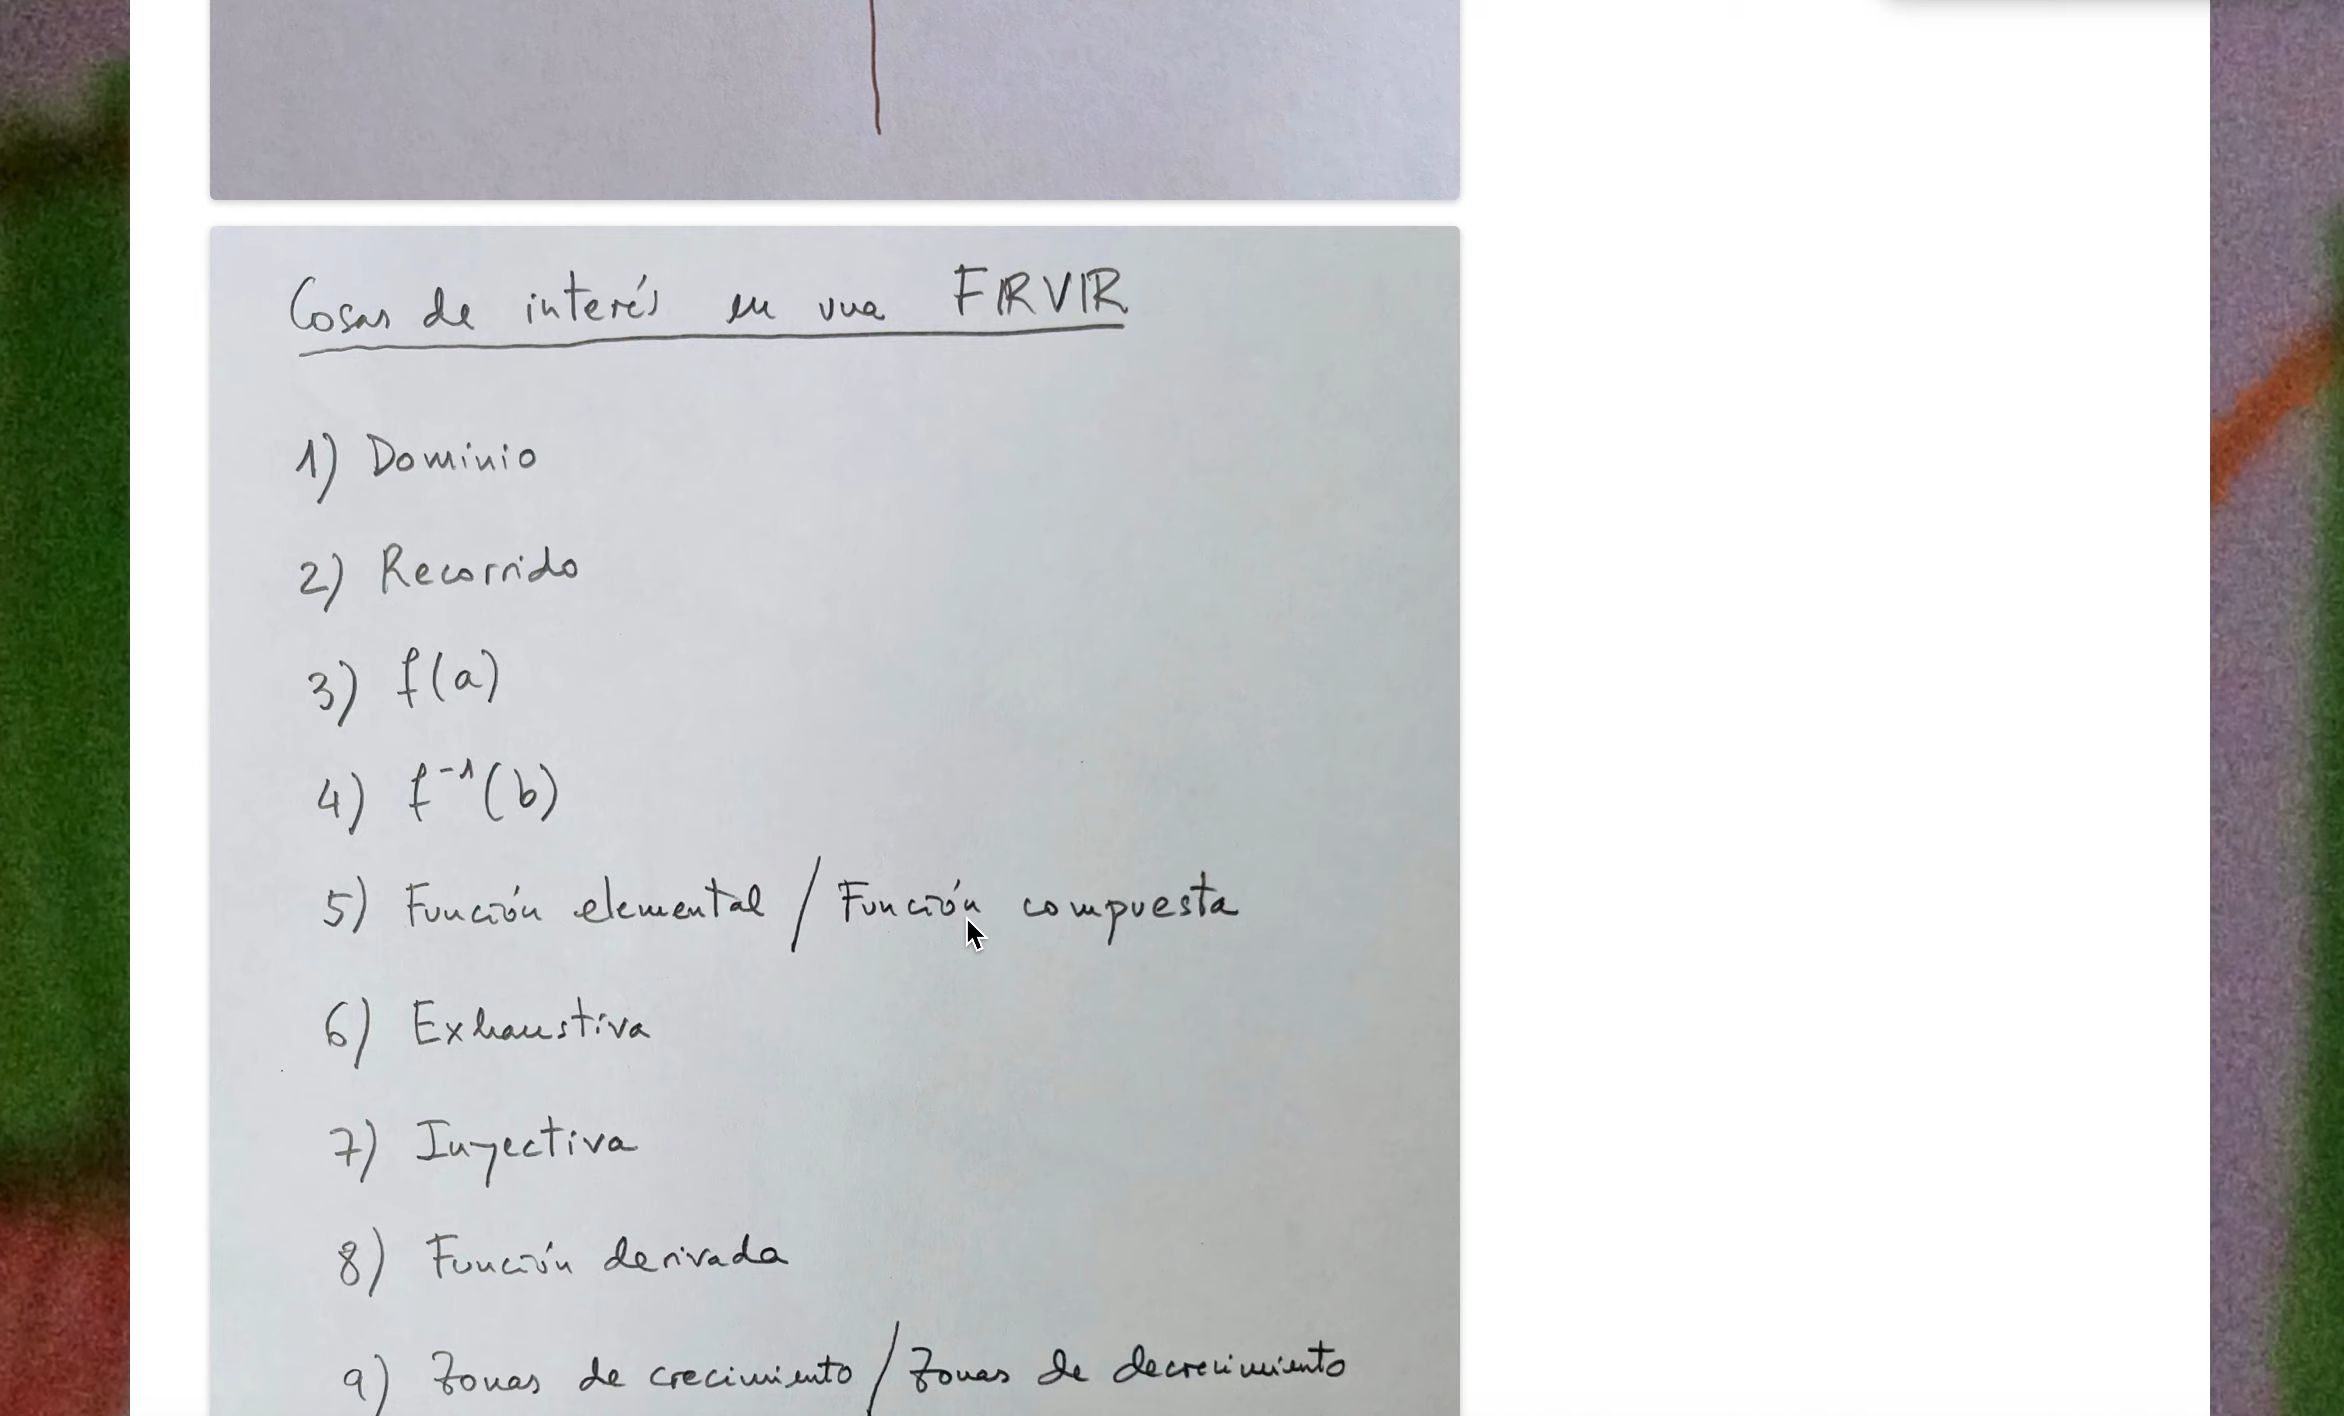 Cosas de interés en una FIRVIR
1) Dominio
2) Recorrido
3) f(a)
4) f⁻¹(b)
5) Función elemental / Función compuesta
6) Exhaustiva
7) Inyectiva
8) Función derivada
9) Zonas de crecimiento / Zonas de decrecimiento